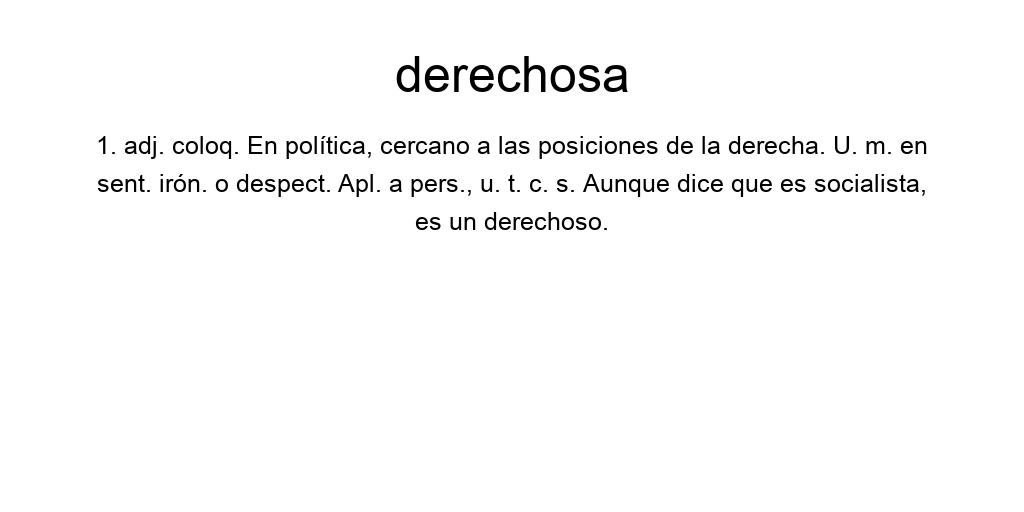 derechosa
1. adj. coloq. En política, cercano a las posiciones de la derecha. U. m. en
sent. irón. o despect. Apl. a pers., u. t. c. s. Aunque dice que es socialista,
es un derechoso.